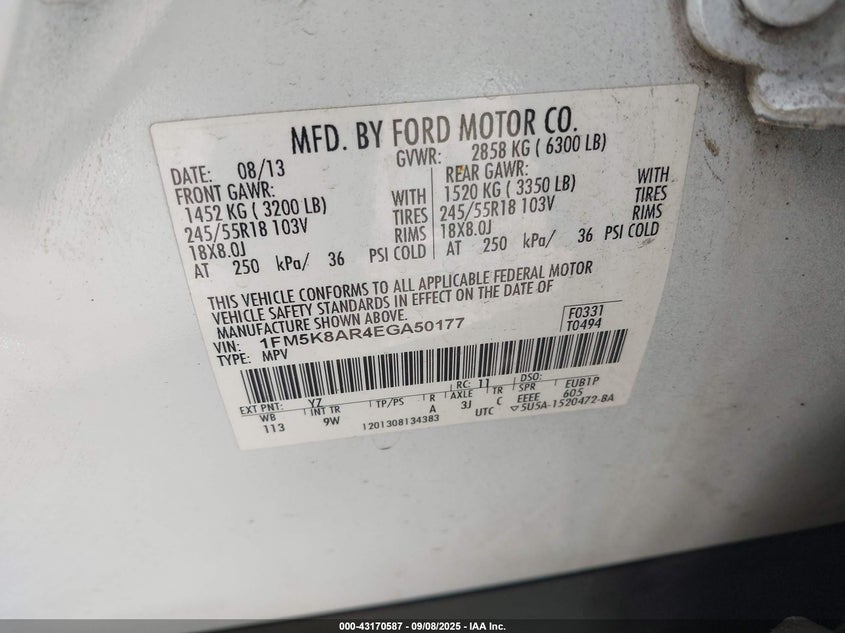 MFD. BY FORD MOTOR CO.
DATE: 08/13 GVWR: 2858 KG ( 6300 LB)
FRONT GAWR: REAR GAWR:
1452 KG ( 3200 LB) WITH 1520 KG ( 3350 LB) WITH
245/55R18 103V TIRES 245/55R18 103V TIRES
18X8.0J RIMS 18X8.0J RIMS
AT 250 kPa/ 36 PSI COLD AT 250 kPa/ 36 PSI COLD
THIS VEHICLE CONFORMS TO ALL APPLICABLE FEDERAL MOTOR
VEHICLE SAFETY STANDARDS IN EFFECT ON THE DATE OF
MANUFACTURE SHOWN ABOVE.
VIN: 1FM5K8AR4EGA50177 F0331
TYPE: MPV T0494
EXT PNT: YZ RC: 11 DSO:
WB INT TR TP/PS R AXLE TR SPR EUB1P
113 9W A 3J C EEEE 605
1201308134383 UTC ▽5U5A-1520472-BA
000-43170587 - 09/08/2025 - IAA Inc.